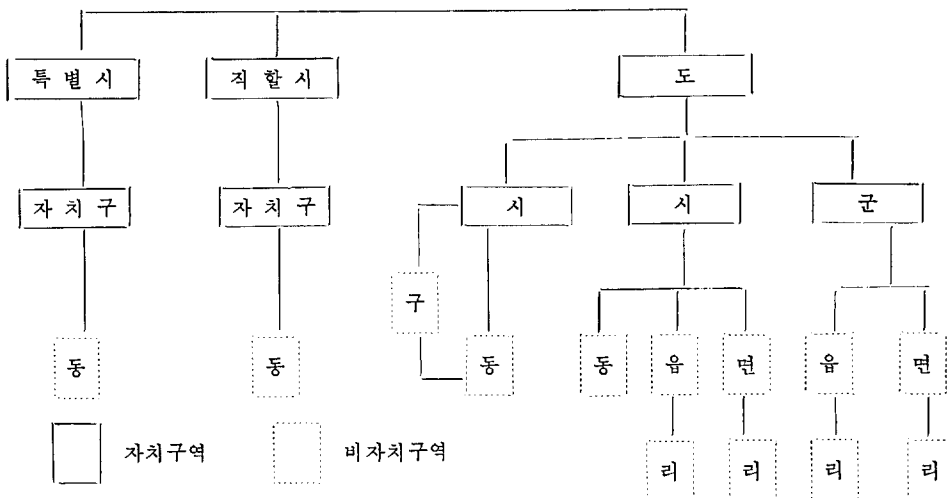 특별시 직할시 도
자치구 자치구 시 시 군
구
동 동 동 동 읍 면 읍 면
자치구역 비자치구역 리 리 리 리